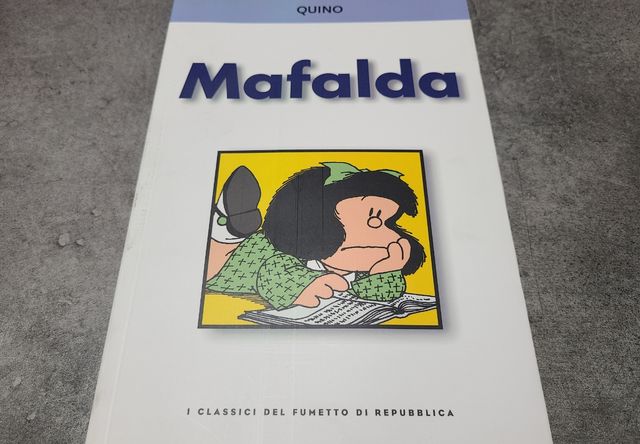 QUINO
Mafalda
I CLASSICI DEL FUMETTO DI REPUBBLICA